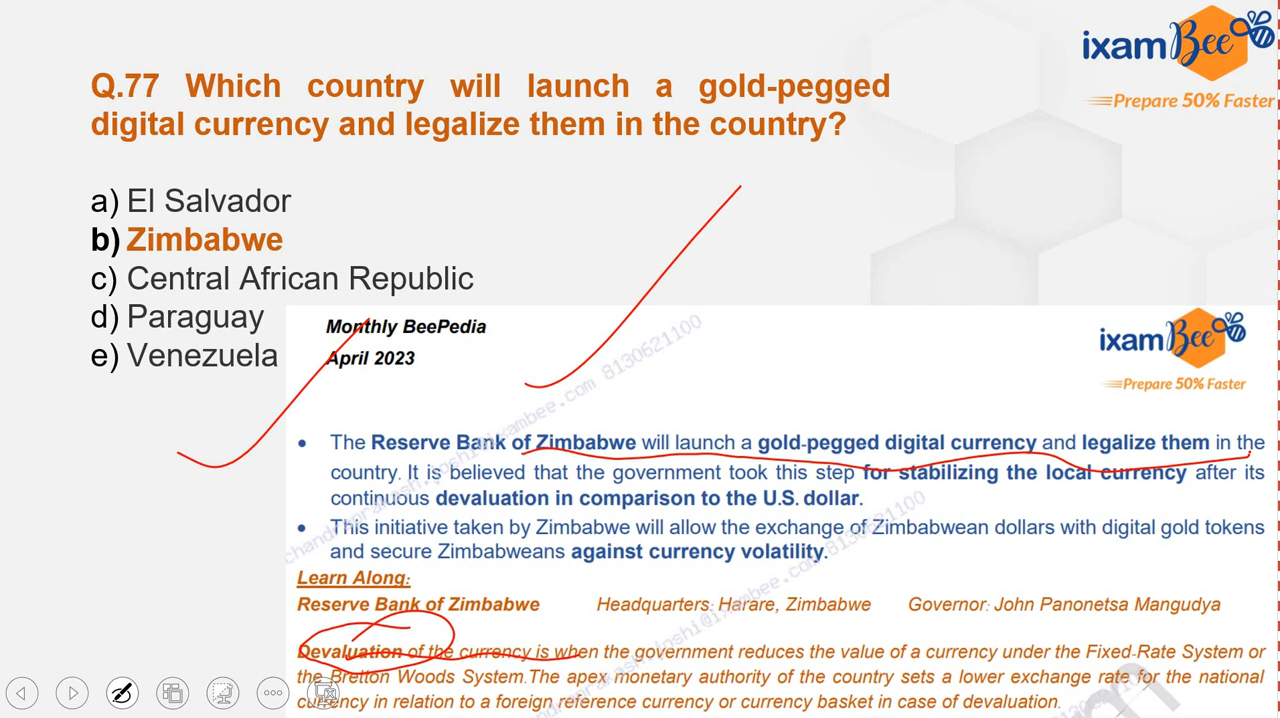 ixamBee
Prepare 50% Faster
Q.77 Which country will launch a gold-pegged
digital currency and legalize them in the country?
a) El Salvador
b) Zimbabwe
c) Central African Republic
d) Paraguay
e) Venezuela
Monthly BeePedia
April 2023
ixamBee
Prepare 50% Faster
• The Reserve Bank of Zimbabwe will launch a gold-pegged digital currency and legalize them in the
country. It is believed that the government took this step for stabilizing the local currency after its
continuous devaluation in comparison to the U.S. dollar.
• This initiative taken by Zimbabwe will allow the exchange of Zimbabwean dollars with digital gold tokens
and secure Zimbabweans against currency volatility.
Learn Along:
Reserve Bank of Zimbabwe Headquarters: Harare, Zimbabwe Governor: John Panonetsa Mangudya
Devaluation of the currency is when the government reduces the value of a currency under the Fixed-Rate System or
the Bretton Woods System.The apex monetary authority of the country sets a lower exchange rate for the national
currency in relation to a foreign reference currency or currency basket in case of devaluation.